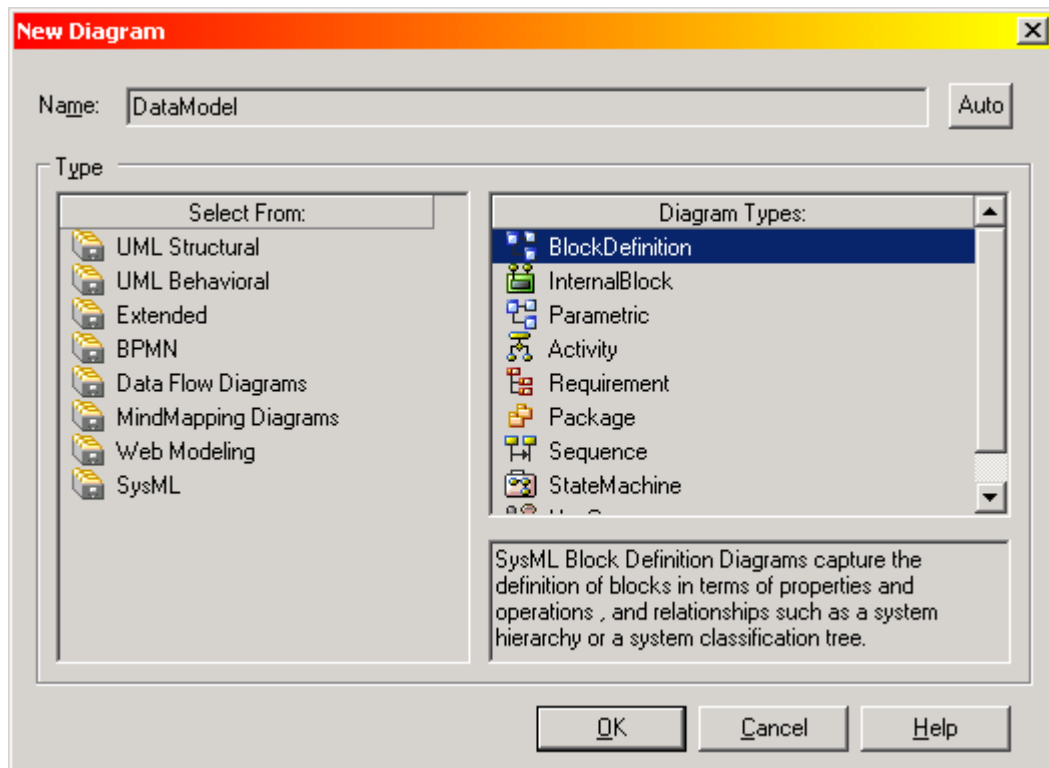 New Diagram
Name: DataModel Auto
Type
Select From:
UML Structural
UML Behavioral
Extended
BPMN
Data Flow Diagrams
MindMapping Diagrams
Web Modeling
SysML
Diagram Types:
BlockDefinition
InternalBlock
Parametric
Activity
Requirement
Package
Sequence
StateMachine
SysML Block Definition Diagrams capture the
definition of blocks in terms of properties and
operations , and relationships such as a system
hierarchy or a system classification tree.
OK Cancel Help